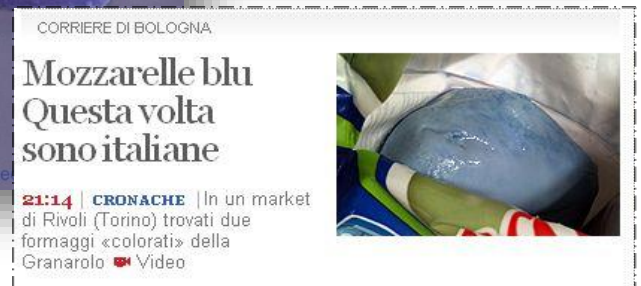 CORRIERE DI BOLOGNA
Mozzarelle blu
Questa volta
sono italiane
21:14 | CRONACHE |In un market
di Rivoli (Torino) trovati due
formaggi «colorati» della
Granarolo Video